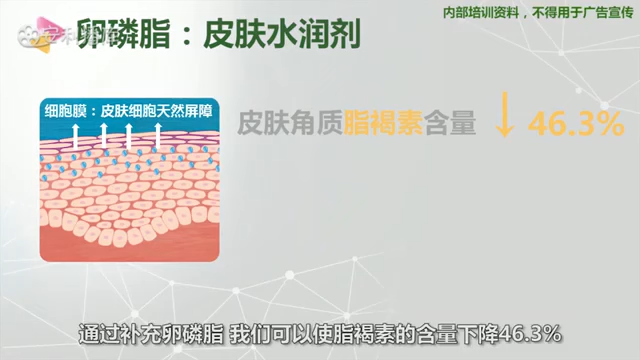 内部培训资料，不得用于广告宣传
卵磷脂：皮肤水润剂
细胞膜：皮肤细胞天然屏障
皮肤角质脂褐素含量 ↓ 46.3%
通过补充卵磷脂 我们可以使脂褐素的含量下降46.3%